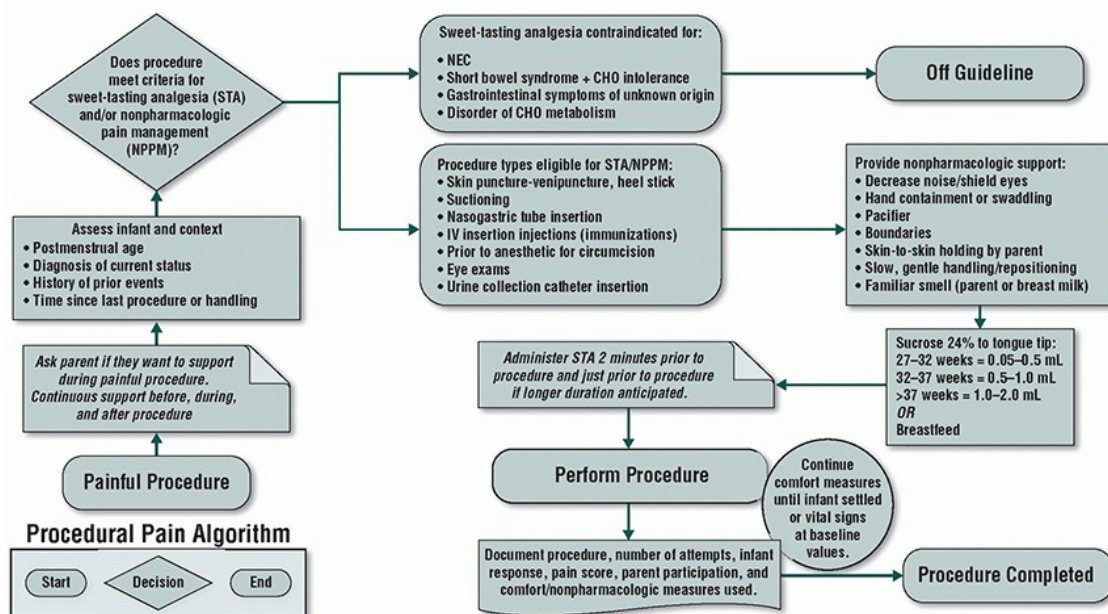 Does procedure
meet criteria for
sweet-tasting analgesia (STA)
and/or nonpharmacologic
pain management
(NPPM)?
Sweet-tasting analgesia contraindicated for:
• NEC
• Short bowel syndrome + CHO intolerance
• Gastrointestinal symptoms of unknown origin
• Disorder of CHO metabolism
Off Guideline
Procedure types eligible for STA/NPPM:
• Skin puncture-venipuncture, heel stick
• Suctioning
• Nasogastric tube insertion
• IV insertion injections (immunizations)
• Prior to anesthetic for circumcision
• Eye exams
• Urine collection catheter insertion
Provide nonpharmacologic support:
• Decrease noise/shield eyes
• Hand containment or swaddling
• Pacifier
• Boundaries
• Skin-to-skin holding by parent
• Slow, gentle handling/repositioning
• Familiar smell (parent or breast milk)
Assess infant and context
• Postmenstrual age
• Diagnosis of current status
• History of prior events
• Time since last procedure or handling
Ask parent if they want to support
during painful procedure.
Continuous support before, during,
and after procedure
Painful Procedure
Sucrose 24% to tongue tip:
27–32 weeks = 0.05–0.5 mL
32–37 weeks = 0.5–1.0 mL
>37 weeks = 1.0–2.0 mL
OR
Breastfeed
Administer STA 2 minutes prior to
procedure and just prior to procedure
if longer duration anticipated.
Perform Procedure
Continue
comfort measures
until infant settled
or vital signs
at baseline
values.
Document procedure, number of attempts, infant
response, pain score, parent participation, and
comfort/nonpharmacologic measures used.
Procedure Completed
Procedural Pain Algorithm
Start
Decision
End